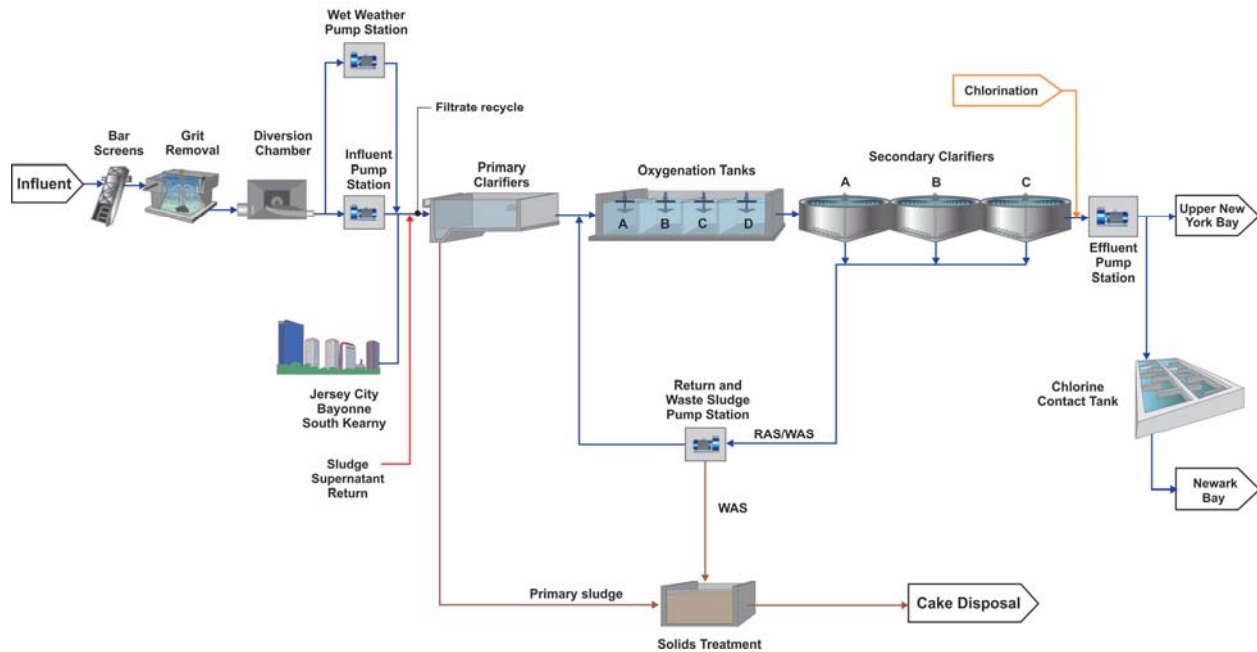 Wet Weather
Pump Station
Chlorination
Filtrate recycle
Bar
Screens
Grit
Removal
Diversion
Chamber
Influent
Pump
Station
Primary
Clarifiers
Oxygenation Tanks
Secondary Clarifiers
A
B
C
Influent
A
B
C
D
Upper New
York Bay
Effluent
Pump
Station
Jersey City
Bayonne
South Kearny
Return and
Waste Sludge
Pump Station
RAS/WAS
Chlorine
Contact Tank
Sludge
Supernatant
Return
Newark
Bay
WAS
Primary sludge
Cake Disposal
Solids Treatment